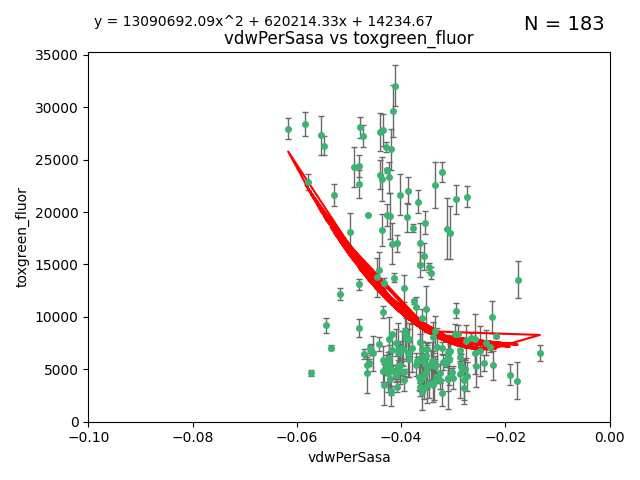 y = 13090692.09x^2 + 620214.33x + 14234.67
N = 183
vdwPerSasa vs toxgreen_fluor
35000
30000
25000
20000
15000
10000
5000
0
toxgreen_fluor
−0.10 −0.08 −0.06 −0.04 −0.02 0.00
vdwPerSasa